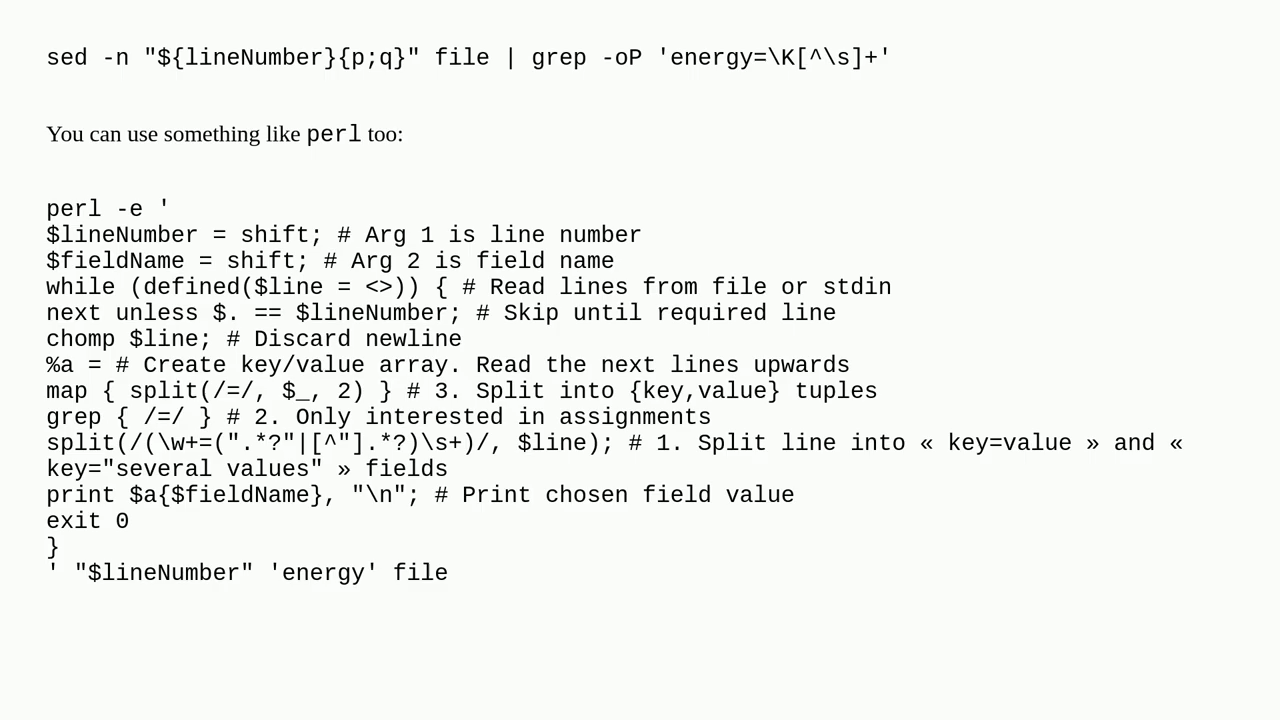 sed -n "${lineNumber}{p;q}" file | grep -oP 'energy=\K[^\s]+'
You can use something like perl too:
perl -e '
$lineNumber = shift; # Arg 1 is line number
$fieldName = shift; # Arg 2 is field name
while (defined($line = <>)) { # Read lines from file or stdin
next unless $. == $lineNumber; # Skip until required line
chomp $line; # Discard newline
%a = # Create key/value array. Read the next lines upwards
map { split(/=/, $_, 2) } # 3. Split into {key,value} tuples
grep { /=/ } # 2. Only interested in assignments
split(/(\w+=(".*?"|[^"].*?)\s+)/, $line); # 1. Split line into « key=value » and «
key="several values" » fields
print $a{$fieldName}, "\n"; # Print chosen field value
exit 0
}
' "$lineNumber" 'energy' file